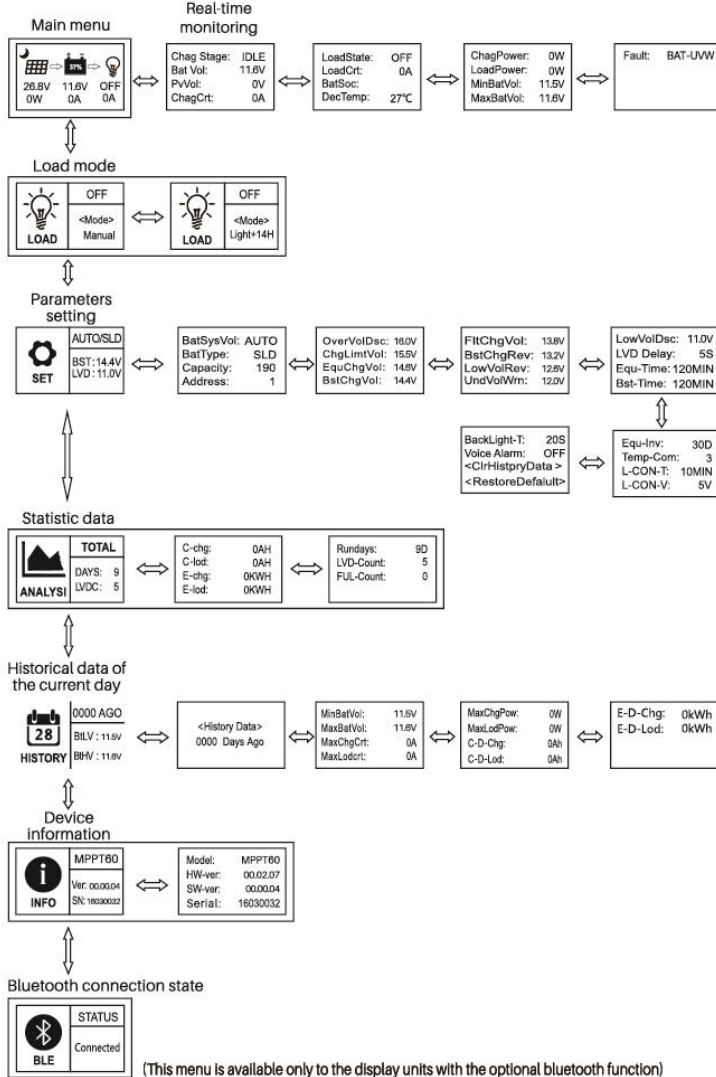 Main menu
Real-time
monitoring
37%
26.8V 11.6V OFF
0W 0A 0A
Chag Stage: IDLE
Bat Vol: 11.6V
PvVol: 0V
ChagCrt: 0A
LoadState: OFF
LoadCrt: 0A
BatSoc:
DecTemp: 27℃
ChagPower: 0W
LoadPower: 0W
MinBatVol: 11.5V
MaxBatVol: 11.6V
Fault: BAT-UVW
Load mode
LOAD
OFF
<Mode>
Manual
LOAD
OFF
<Mode>
Light+14H
Parameters
setting
SET
AUTO/SLD
BST:14.4V
LVD:11.0V
BatSysVol: AUTO
BatType: SLD
Capacity: 190
Address: 1
OverVolDsc: 16.0V
ChgLimtVol: 15.5V
EquChgVol: 14.6V
BstChgVol: 14.4V
FltChgVol: 13.8V
BstChgRev: 13.2V
LowVolRev: 12.6V
UndVolWrn: 12.0V
LowVolDsc: 11.0V
LVD Delay: 5S
Equ-Time: 120MIN
Bst-Time: 120MIN
BackLight-T: 20S
Voice Alarm: OFF
<ClrHistpryData >
<RestoreDefalult>
Equ-Inv: 30D
Temp-Com: 3
L-CON-T: 10MIN
L-CON-V: 5V
Statistic data
ANALYSI
TOTAL
DAYS: 9
LVDC: 5
C-chg: 0AH
C-lod: 0AH
E-chg: 0KWH
E-lod: 0KWH
Rundays: 9D
LVD-Count: 5
FUL-Count: 0
Historical data of
the current day
28
HISTORY
0000 AGO
BtLV : 11.5V
BtHV : 11.6V
<History Data>
0000 Days Ago
MinBatVol: 11.5V
MaxBatVol: 11.6V
MaxChgCrt: 0A
MaxLodcrt: 0A
MaxChgPow: 0W
MaxLodPow: 0W
C-D-Chg: 0Ah
C-D-Lod: 0Ah
E-D-Chg: 0kWh
E-D-Lod: 0kWh
Device
information
i
INFO
MPPT60
Ver: 00.00.04
SN: 16030032
Model: MPPT60
HW-ver: 00.02.07
SW-ver: 00.00.04
Serial: 16030032
Bluetooth connection state
BLE
STATUS
Connected
(This menu is available only to the display units with the optional bluetooth function)